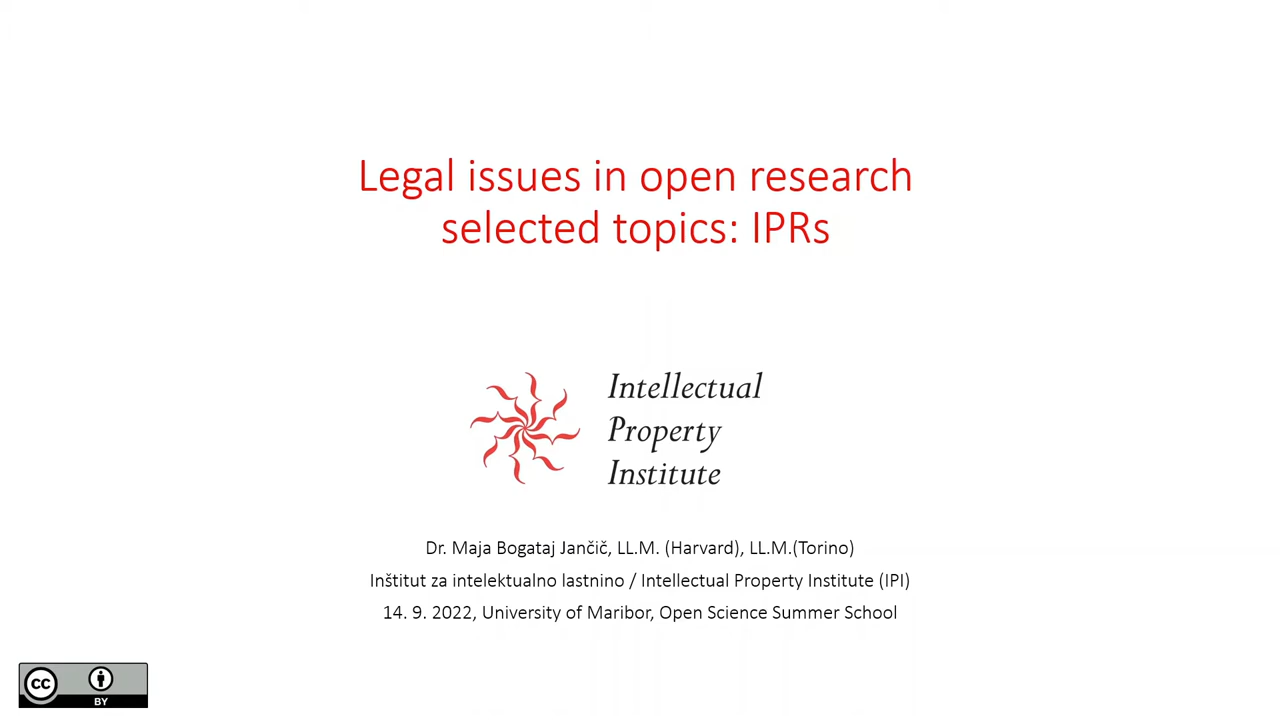 Legal issues in open research
selected topics: IPRs
Intellectual
Property
Institute
Dr. Maja Bogataj Jančič, LL.M. (Harvard), LL.M.(Torino)
Inštitut za intelektualno lastnino / Intellectual Property Institute (IPI)
14. 9. 2022, University of Maribor, Open Science Summer School
cc
BY